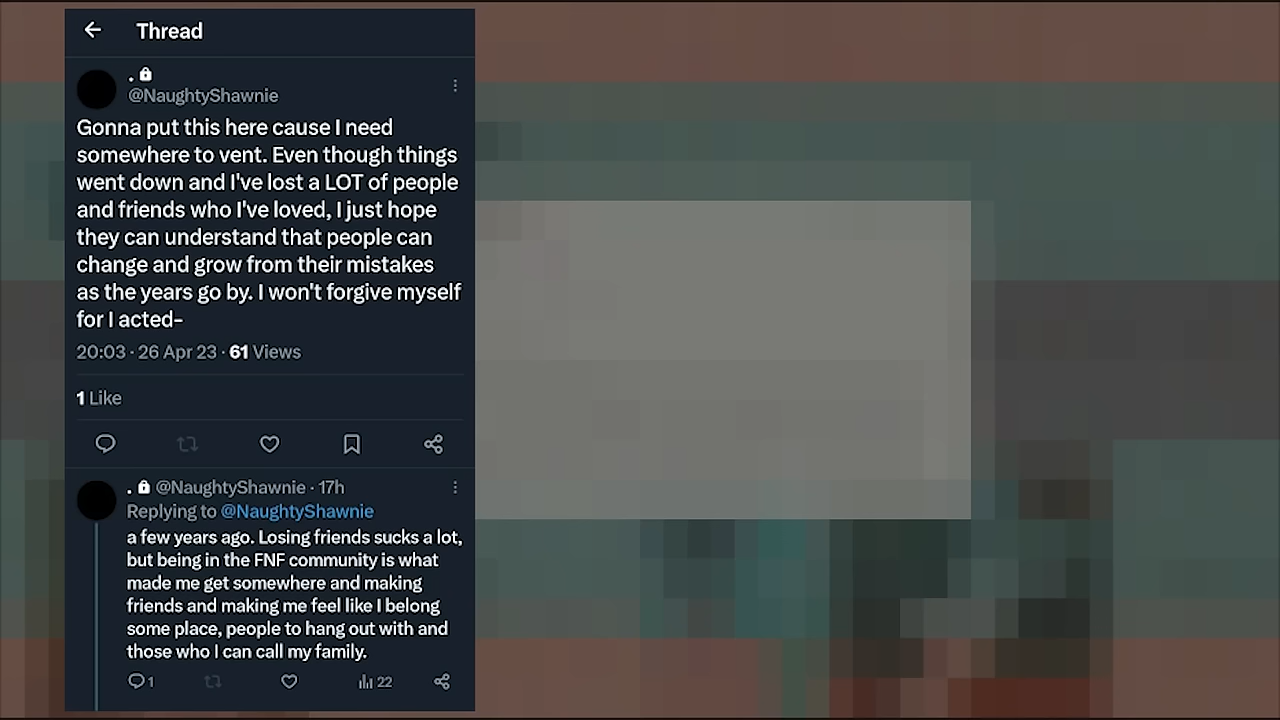 Thread
.
@NaughtyShawnie
Gonna put this here cause I need
somewhere to vent. Even though things
went down and I've lost a LOT of people
and friends who I've loved, I just hope
they can understand that people can
change and grow from their mistakes
as the years go by. I won't forgive myself
for I acted-
20:03 · 26 Apr 23 · 61 Views
1 Like
. @NaughtyShawnie · 17h
Replying to @NaughtyShawnie
a few years ago. Losing friends sucks a lot,
but being in the FNF community is what
made me get somewhere and making
friends and making me feel like I belong
some place, people to hang out with and
those who I can call my family.
1 22